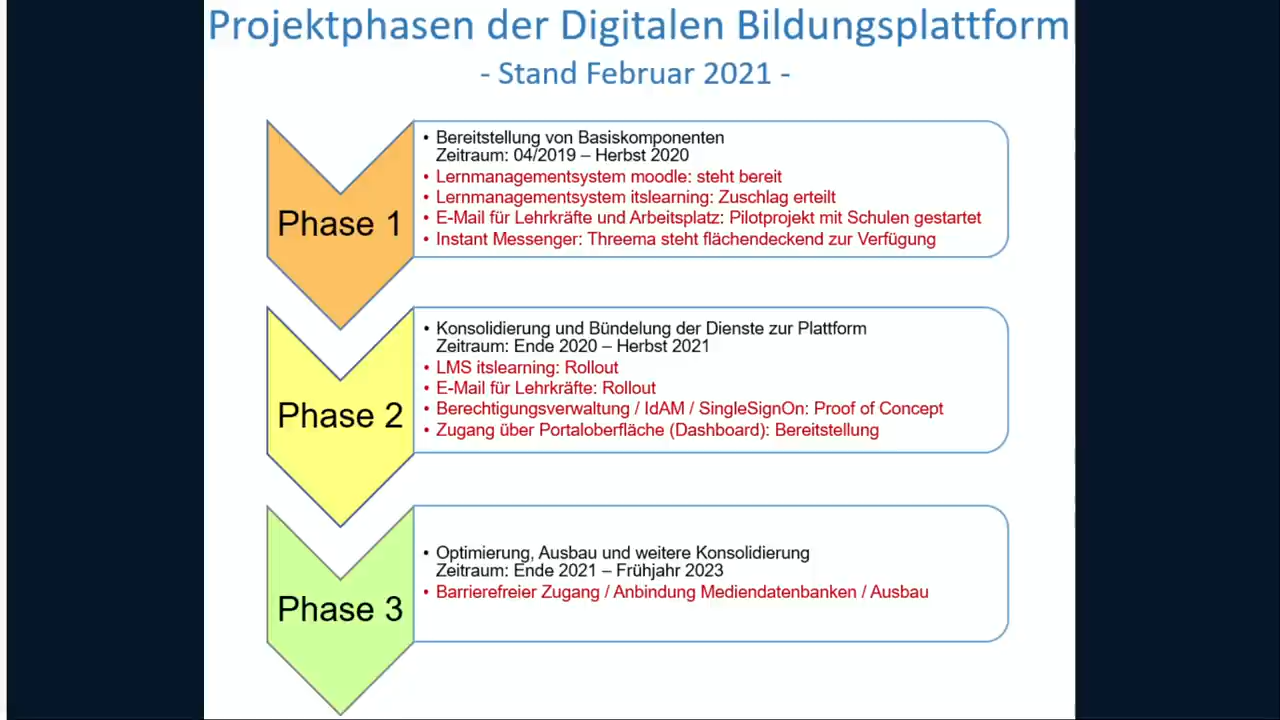 Projektphasen der Digitalen Bildungsplattform
- Stand Februar 2021 -
Phase 1
• Bereitstellung von Basiskomponenten
Zeitraum: 04/2019 – Herbst 2020
• Lernmanagementsystem moodle: steht bereit
• Lernmanagementsystem itslearning: Zuschlag erteilt
• E-Mail für Lehrkräfte und Arbeitsplatz: Pilotprojekt mit Schulen gestartet
• Instant Messenger: Threema steht flächendeckend zur Verfügung
Phase 2
• Konsolidierung und Bündelung der Dienste zur Plattform
Zeitraum: Ende 2020 – Herbst 2021
• LMS itslearning: Rollout
• E-Mail für Lehrkräfte: Rollout
• Berechtigungsverwaltung / IdAM / SingleSignOn: Proof of Concept
• Zugang über Portaloberfläche (Dashboard): Bereitstellung
Phase 3
• Optimierung, Ausbau und weitere Konsolidierung
Zeitraum: Ende 2021 – Frühjahr 2023
• Barrierefreier Zugang / Anbindung Mediendatenbanken / Ausbau